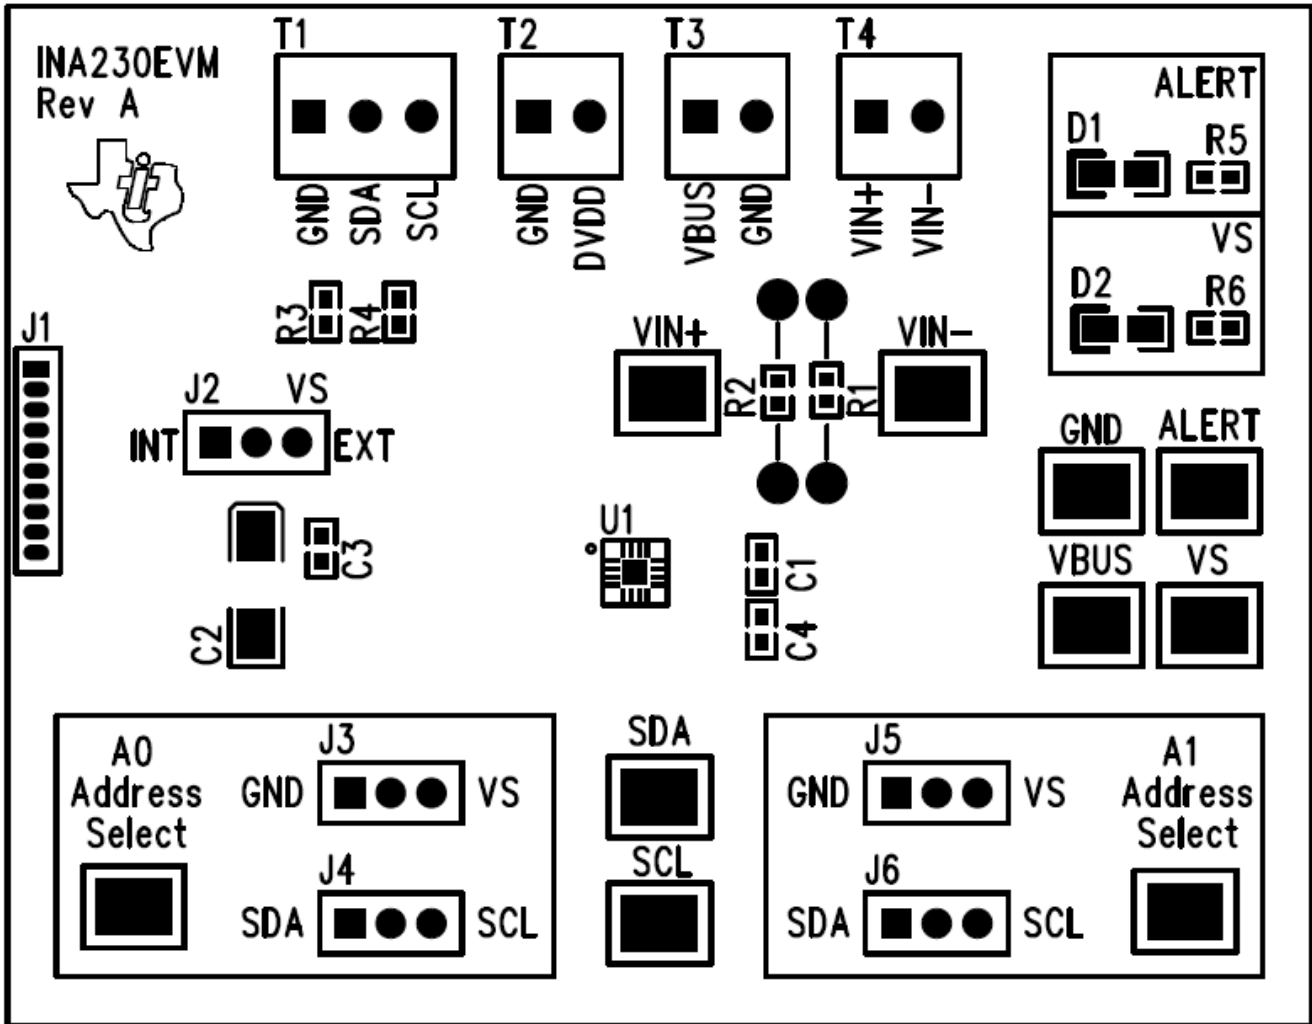 INA230EVM
Rev A
T1
T2
T3
T4
GND
SDA
SCL
GND
DVDD
VBUS
GND
VIN+
VIN-
ALERT
D1
R5
VS
D2
R6
R3
R4
J1
J2
VS
INT
EXT
VIN+
VIN-
R2
R1
GND
ALERT
VBUS
VS
C3
C2
U1
C1
C4
A0
Address
Select
J3
GND
VS
J4
SDA
SCL
SDA
SCL
J5
GND
VS
J6
SDA
SCL
A1
Address
Select